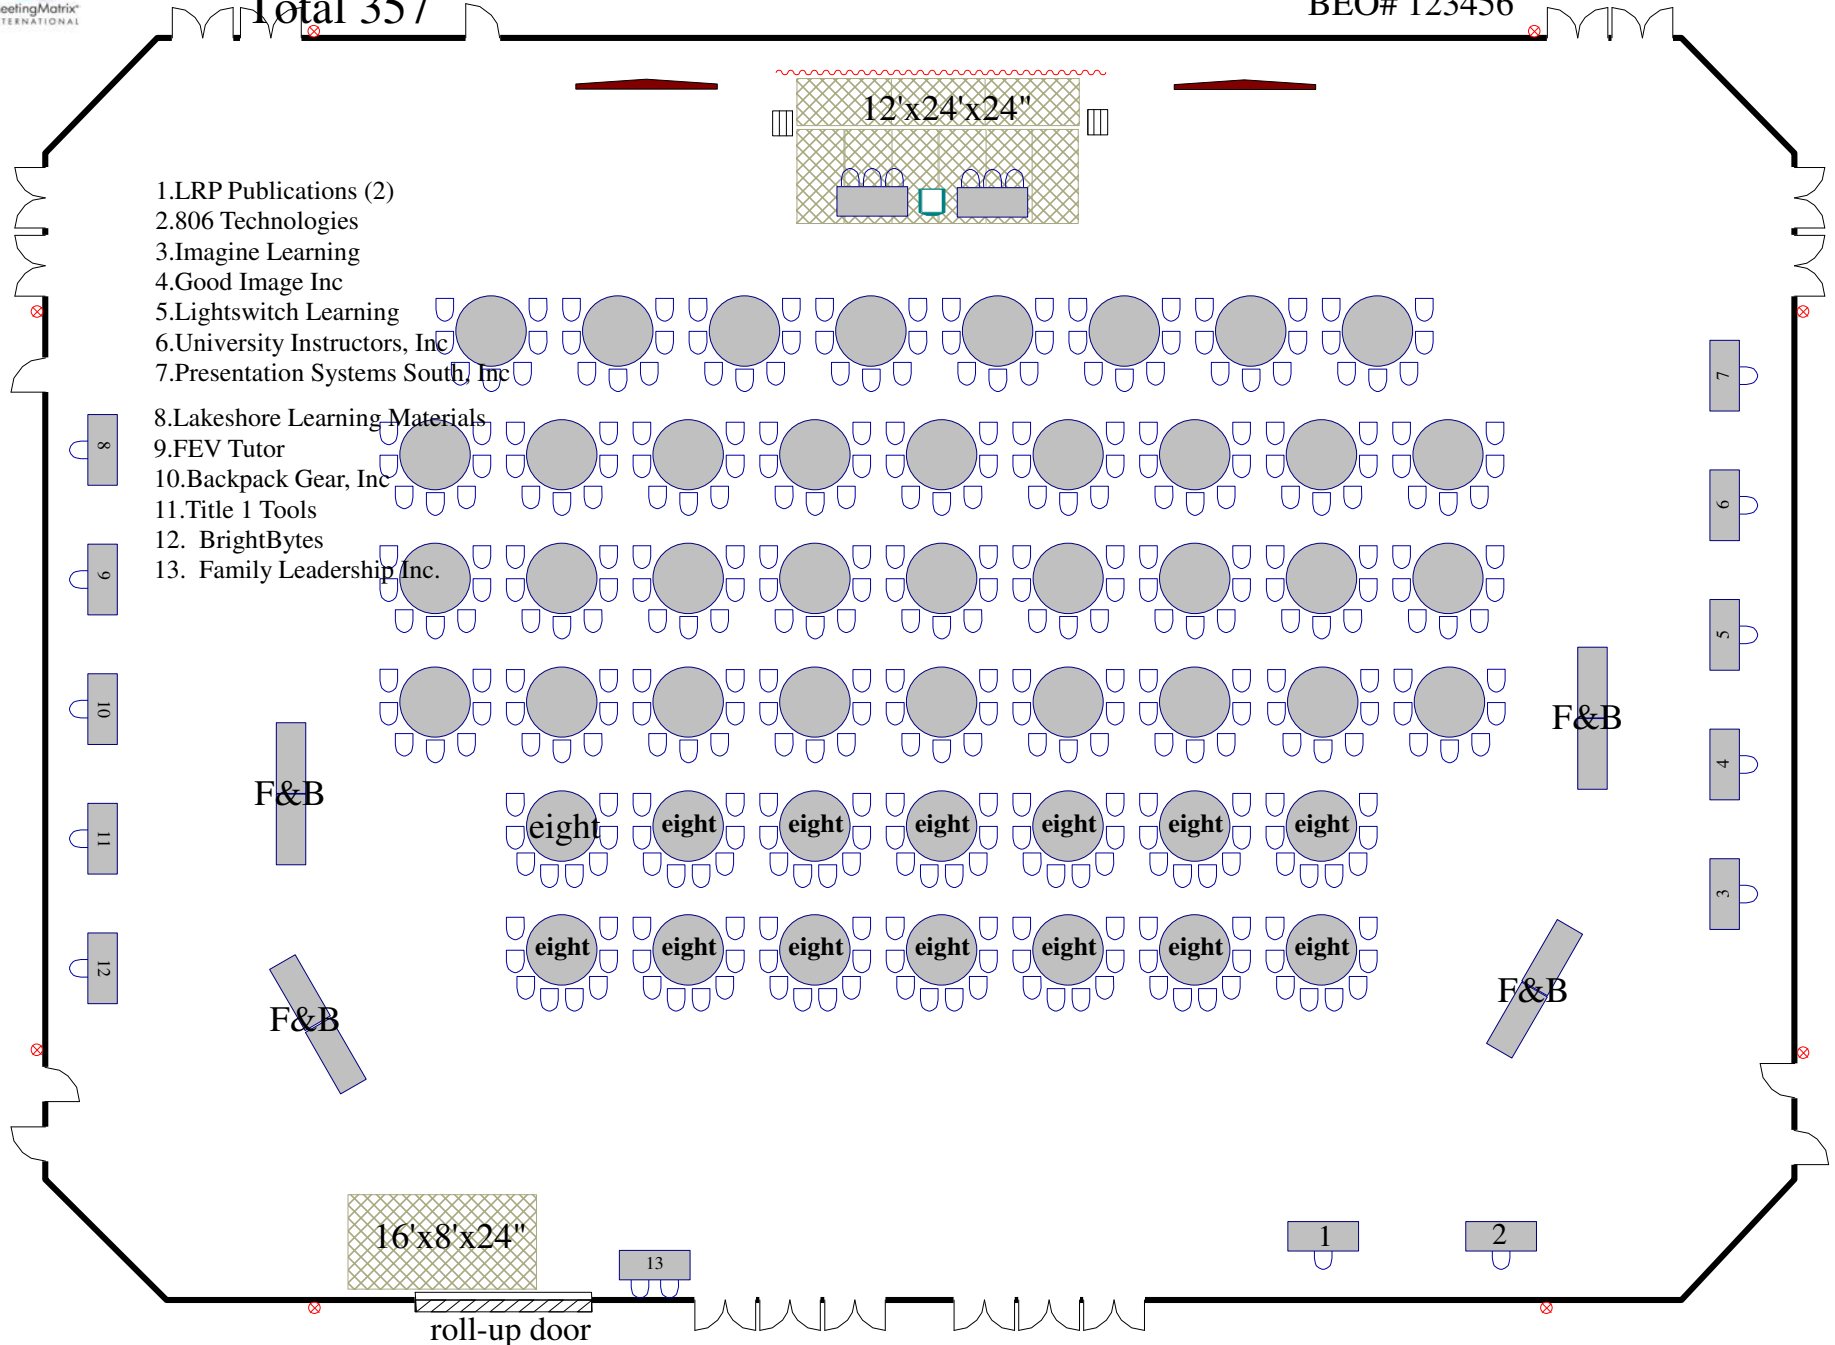 eetingMatrix
TERNATIONAL
Total 357
BEO# 123456
12'x24'x24"
1.LRP Publications (2)
2.806 Technologies
3.Imagine Learning
4.Good Image Inc
5.Lightswitch Learning
6.University Instructors, Inc
7.Presentation Systems South, Inc
8.Lakeshore Learning Materials
9.FEV Tutor
10.Backpack Gear, Inc
11.Title 1 Tools
12. BrightBytes
13. Family Leadership Inc.
7
8
6
9
5
10
F&B
4
F&B
11
eight eight eight eight eight eight eight
3
eight eight eight eight eight eight eight
12
F&B
F&B
16'x8'x24"
13
1
2
roll-up door